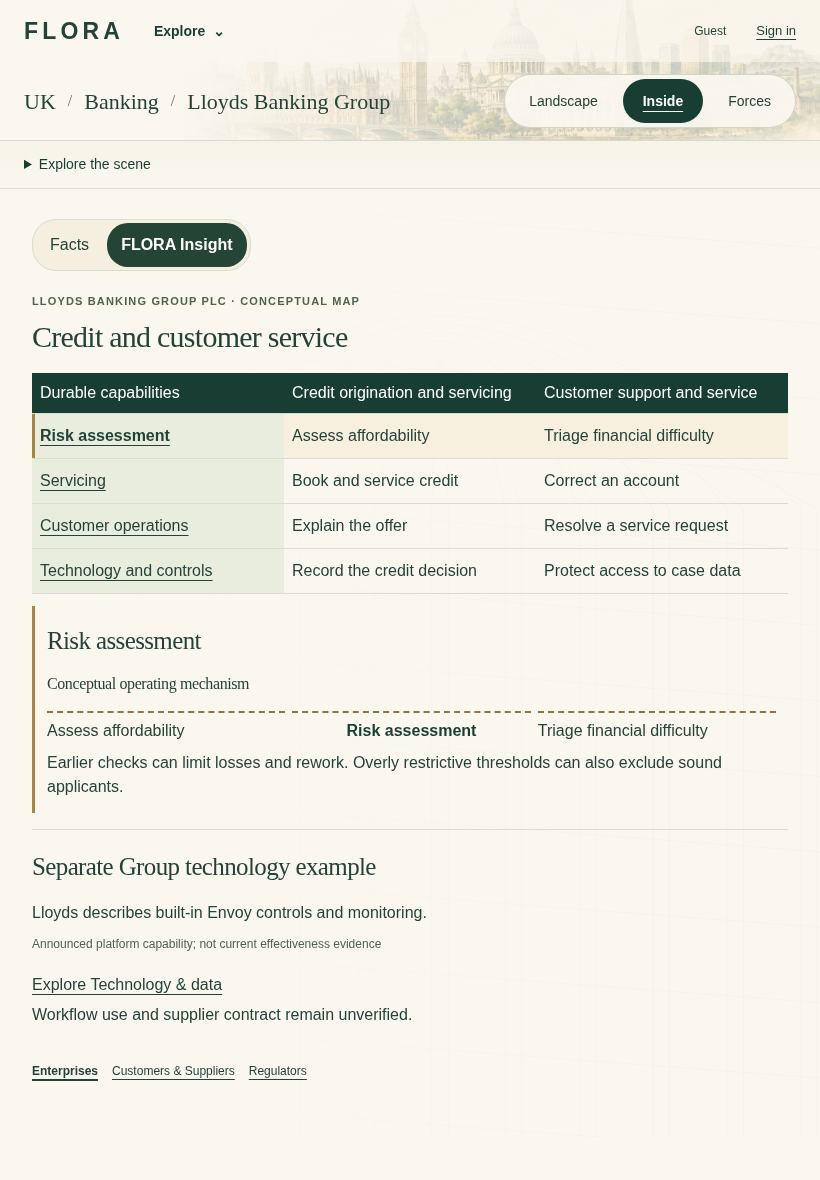 FLORA Explore Guest Sign in
UK / Banking / Lloyds Banking Group Landscape Inside Forces
Explore the scene
Facts FLORA Insight
LLOYDS BANKING GROUP PLC · CONCEPTUAL MAP
Credit and customer service
Durable capabilities Credit origination and servicing Customer support and service
Risk assessment Assess affordability Triage financial difficulty
Servicing Book and service credit Correct an account
Customer operations Explain the offer Resolve a service request
Technology and controls Record the credit decision Protect access to case data
Risk assessment
Conceptual operating mechanism
Assess affordability Risk assessment Triage financial difficulty
Earlier checks can limit losses and rework. Overly restrictive thresholds can also exclude sound
applicants.
Separate Group technology example
Lloyds describes built-in Envoy controls and monitoring.
Announced platform capability; not current effectiveness evidence
Explore Technology & data
Workflow use and supplier contract remain unverified.
Enterprises Customers & Suppliers Regulators